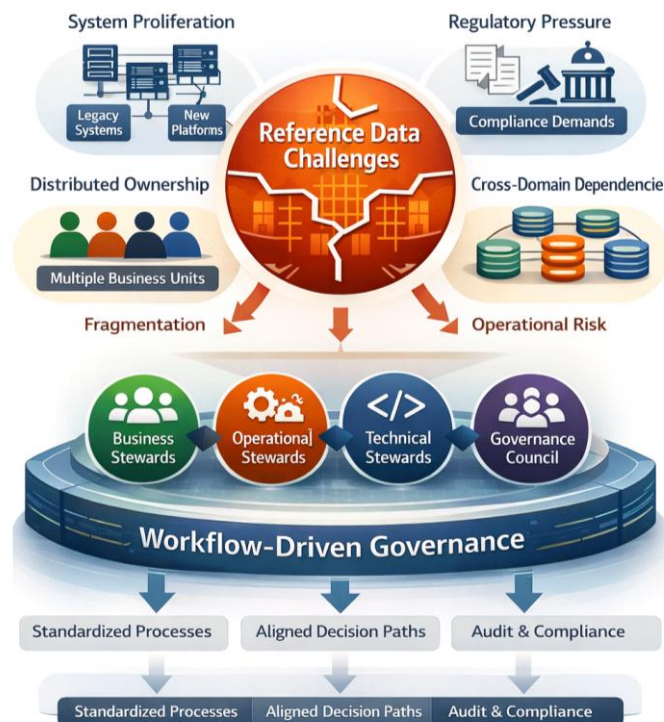 System Proliferation
Regulatory Pressure
Legacy
Systems
New
Platforms
Reference Data
Challenges
Compliance Demands
Distributed Ownership
Cross-Domain Dependencie
Multiple Business Units
Fragmentation
Operational Risk
Business
Stewards
Operational
Stewards
</>
Technical
Stewards
Governance
Council
Workflow-Driven Governance
Standardized Processes
Aligned Decision Paths
Audit & Compliance
Standardized Processes
Aligned Decision Paths
Audit & Compliance